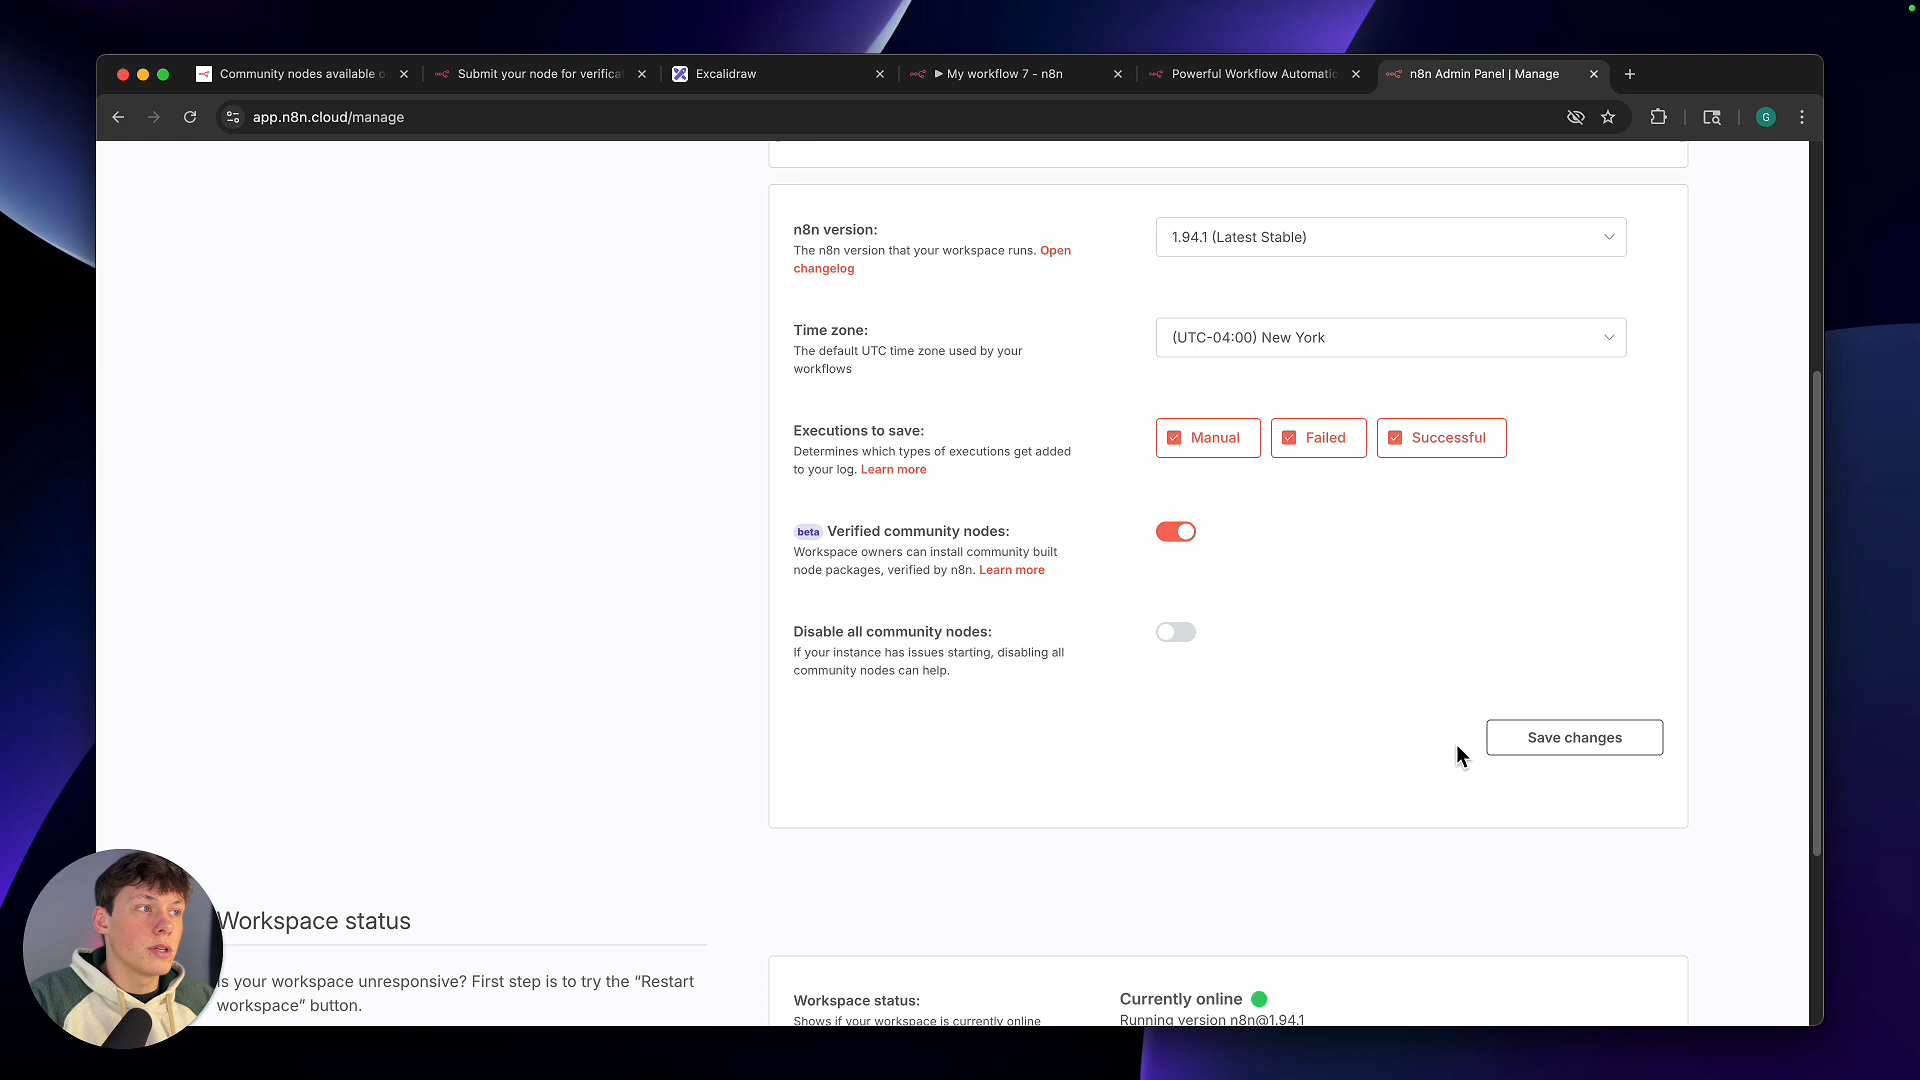 Community nodes available o
Submit your node for verificat
Excalidraw
My workflow 7 - n8n
Powerful Workflow Automatio
n8n Admin Panel | Manage
app.n8n.cloud/manage
G
n8n version:
The n8n version that your workspace runs. Open
changelog
1.94.1 (Latest Stable)
Time zone:
The default UTC time zone used by your
workflows
(UTC-04:00) New York
Executions to save:
Determines which types of executions get added
to your log. Learn more
Manual
Failed
Successful
beta Verified community nodes:
Workspace owners can install community built
node packages, verified by n8n. Learn more
Disable all community nodes:
If your instance has issues starting, disabling all
community nodes can help.
Save changes
Workspace status
Is your workspace unresponsive? First step is to try the “Restart
workspace” button.
Workspace status:
Shows if your workspace is currently online
Currently online
Running version n8n@1.94.1